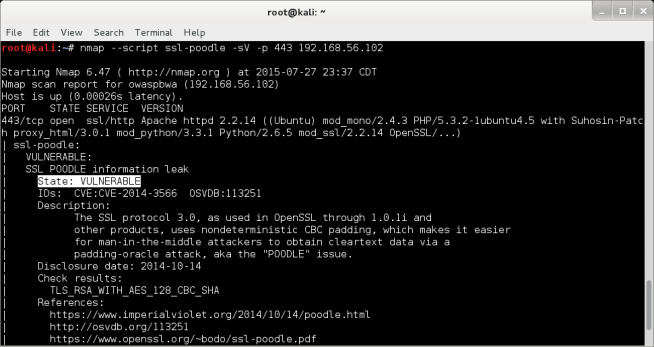 root@kali: ~
File Edit View Search Terminal Help
root@kali:~# nmap --script ssl-poodle -sV -p 443 192.168.56.102
Starting Nmap 6.47 ( http://nmap.org ) at 2015-07-27 23:37 CDT
Nmap scan report for owaspbwa (192.168.56.102)
Host is up (0.00026s latency).
PORT STATE SERVICE VERSION
443/tcp open ssl/http Apache httpd 2.2.14 ((Ubuntu) mod_mono/2.4.3 PHP/5.3.2-1ubuntu4.5 with Suhosin-Patc
h proxy_html/3.0.1 mod_python/3.3.1 Python/2.6.5 mod_ssl/2.2.14 OpenSSL/...)
| ssl-poodle:
| VULNERABLE:
| SSL POODLE information leak
| State: VULNERABLE
| IDs: CVE:CVE-2014-3566 OSVDB:113251
| Description:
| The SSL protocol 3.0, as used in OpenSSL through 1.0.1i and
| other products, uses nondeterministic CBC padding, which makes it easier
| for man-in-the-middle attackers to obtain cleartext data via a
| padding-oracle attack, aka the "POODLE" issue.
| Disclosure date: 2014-10-14
| Check results:
| TLS_RSA_WITH_AES_128_CBC_SHA
| References:
| https://www.imperialviolet.org/2014/10/14/poodle.html
| http://osvdb.org/113251
| https://www.openssl.org/~bodo/ssl-poodle.pdf